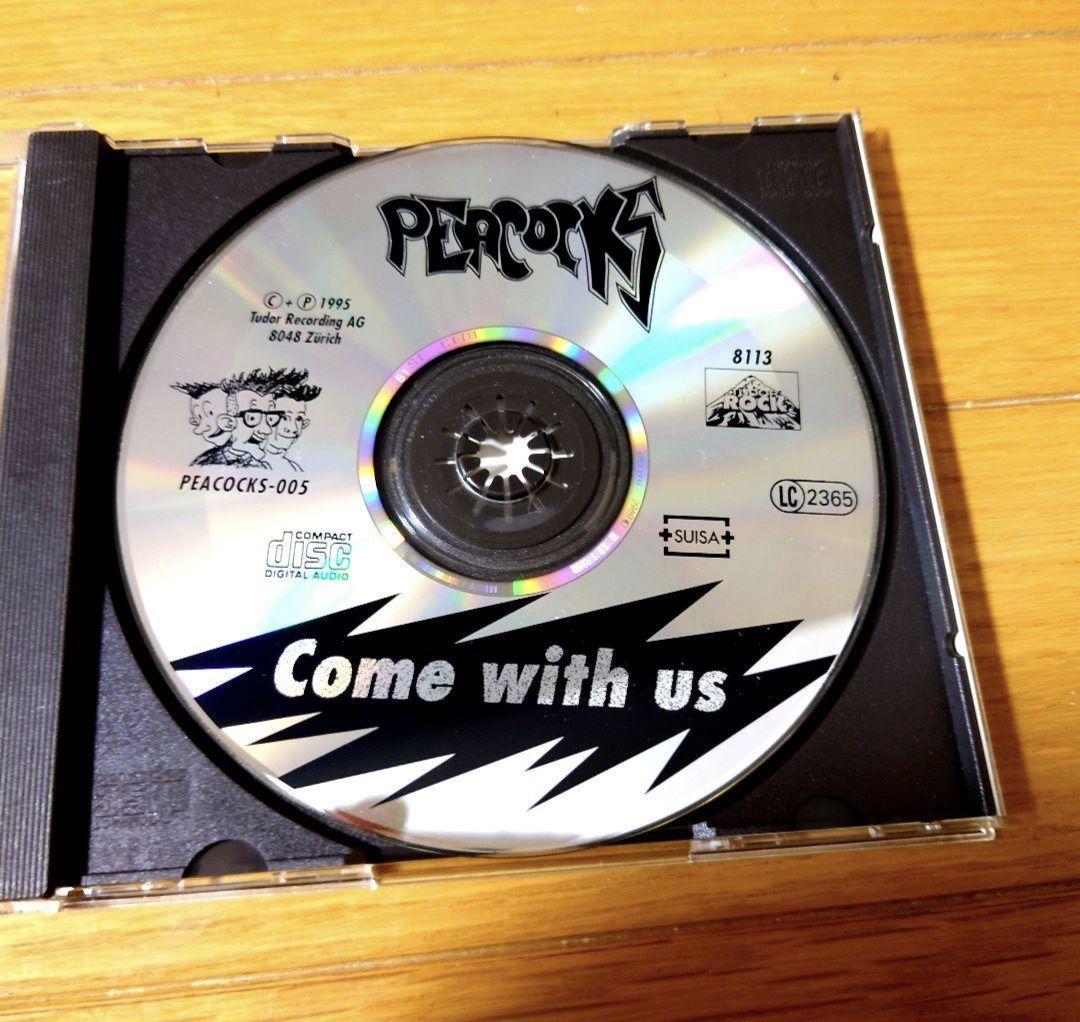 PEACOCKS
© + ℗ 1995
Tudor Recording AG
8048 Zürich
8113
ROCK
PEACOCKS-005
LC 2365
SUISA
COMPACT
disc
DIGITAL AUDIO
Come with us